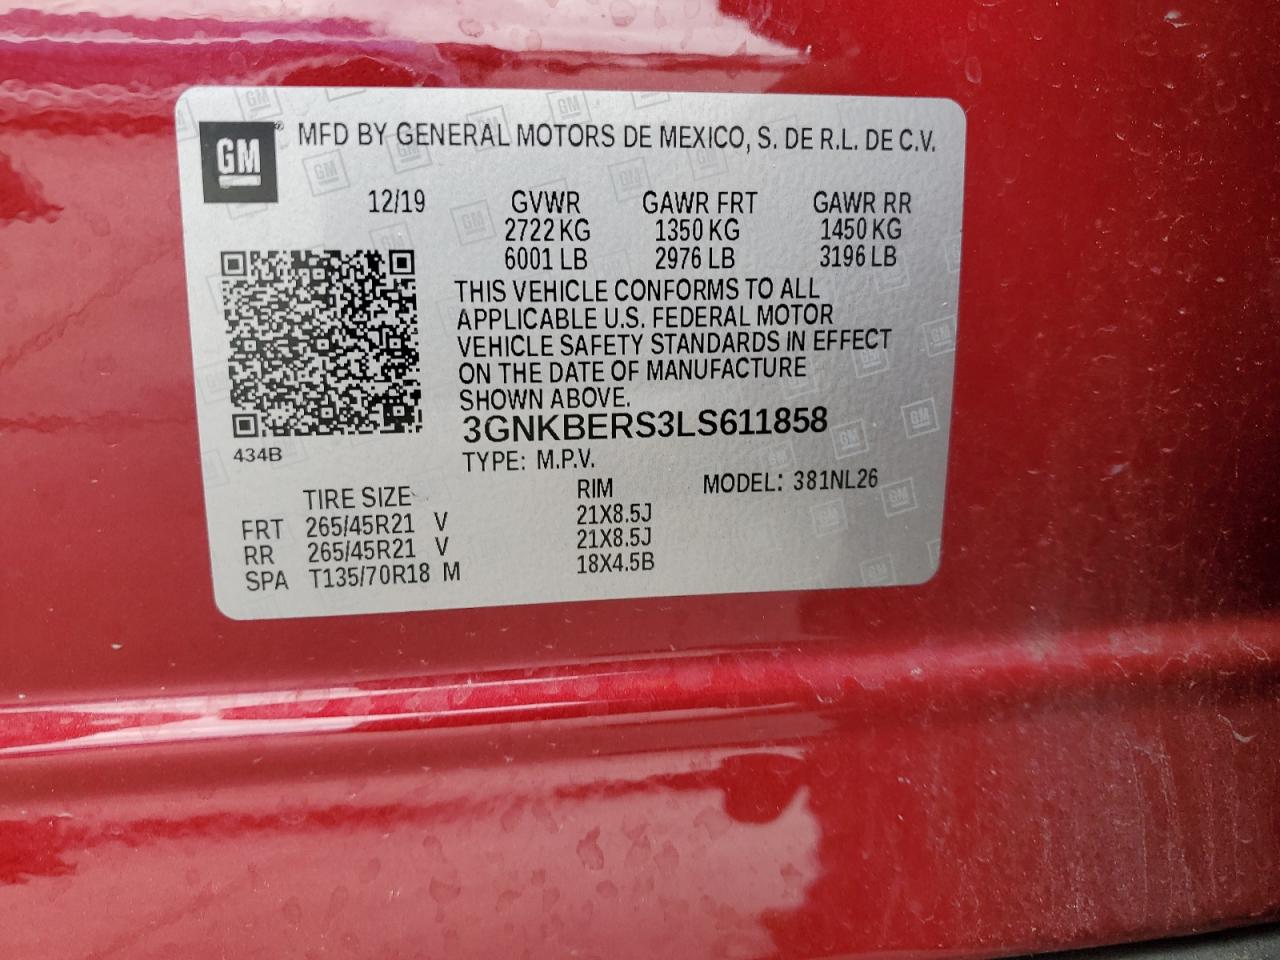 GM ® MFD BY GENERAL MOTORS DE MEXICO, S. DE R.L. DE C.V.
12/19 GVWR GAWR FRT GAWR RR
2722 KG 1350 KG 1450 KG
6001 LB 2976 LB 3196 LB
THIS VEHICLE CONFORMS TO ALL
APPLICABLE U.S. FEDERAL MOTOR
VEHICLE SAFETY STANDARDS IN EFFECT
ON THE DATE OF MANUFACTURE
SHOWN ABOVE.
3GNKBERS3LS611858
434B
TYPE: M.P.V.
MODEL: 381NL26
TIRE SIZE RIM
FRT 265/45R21 V 21X8.5J
RR 265/45R21 V 21X8.5J
SPA T135/70R18 M 18X4.5B